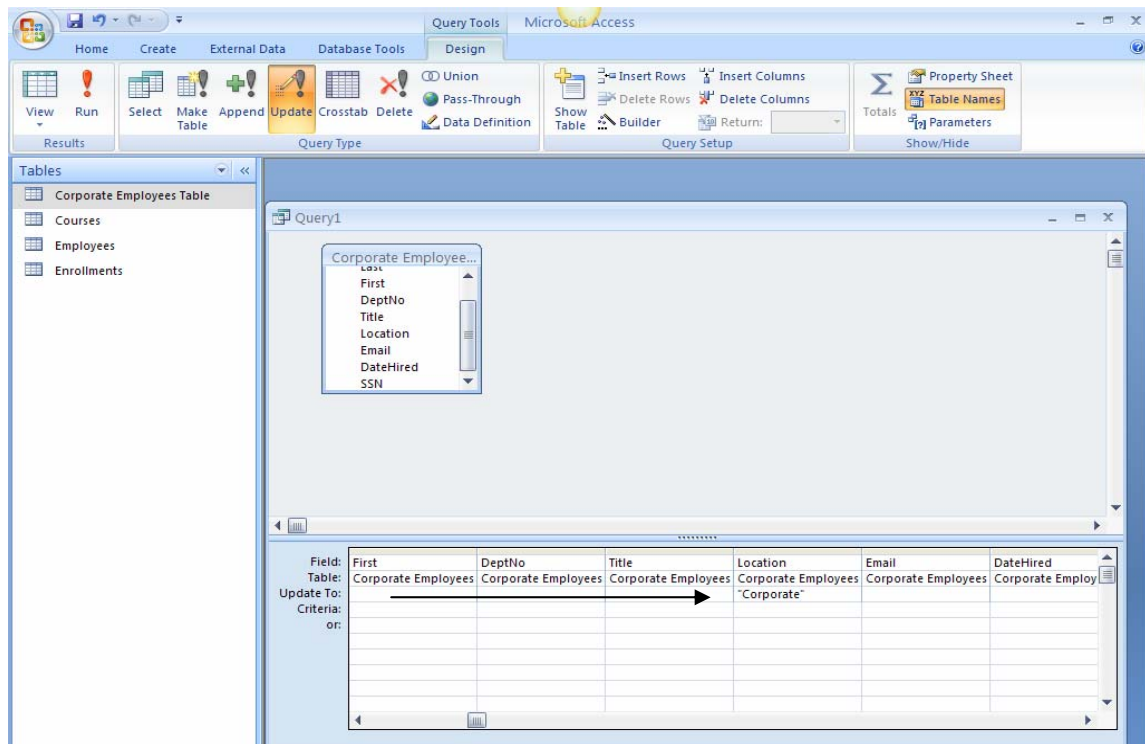 Query Tools Microsoft Access
Home Create External Data Database Tools Design
View Run Select Make Table Append Update Crosstab Delete
Union
Pass-Through
Data Definition
Show Table
Insert Rows Insert Columns
Delete Rows Delete Columns
Builder Return:
Totals
Property Sheet
Table Names
Parameters
Results Query Type Query Setup Show/Hide
Tables
Corporate Employees Table
Courses
Employees
Enrollments
Query1
Corporate Employee...
Last
First
DeptNo
Title
Location
Email
DateHired
SSN
Field: First DeptNo Title Location Email DateHired
Table: Corporate Employees Corporate Employees Corporate Employees Corporate Employees Corporate Employees Corporate Employ
Update To: "Corporate"
Criteria:
or: